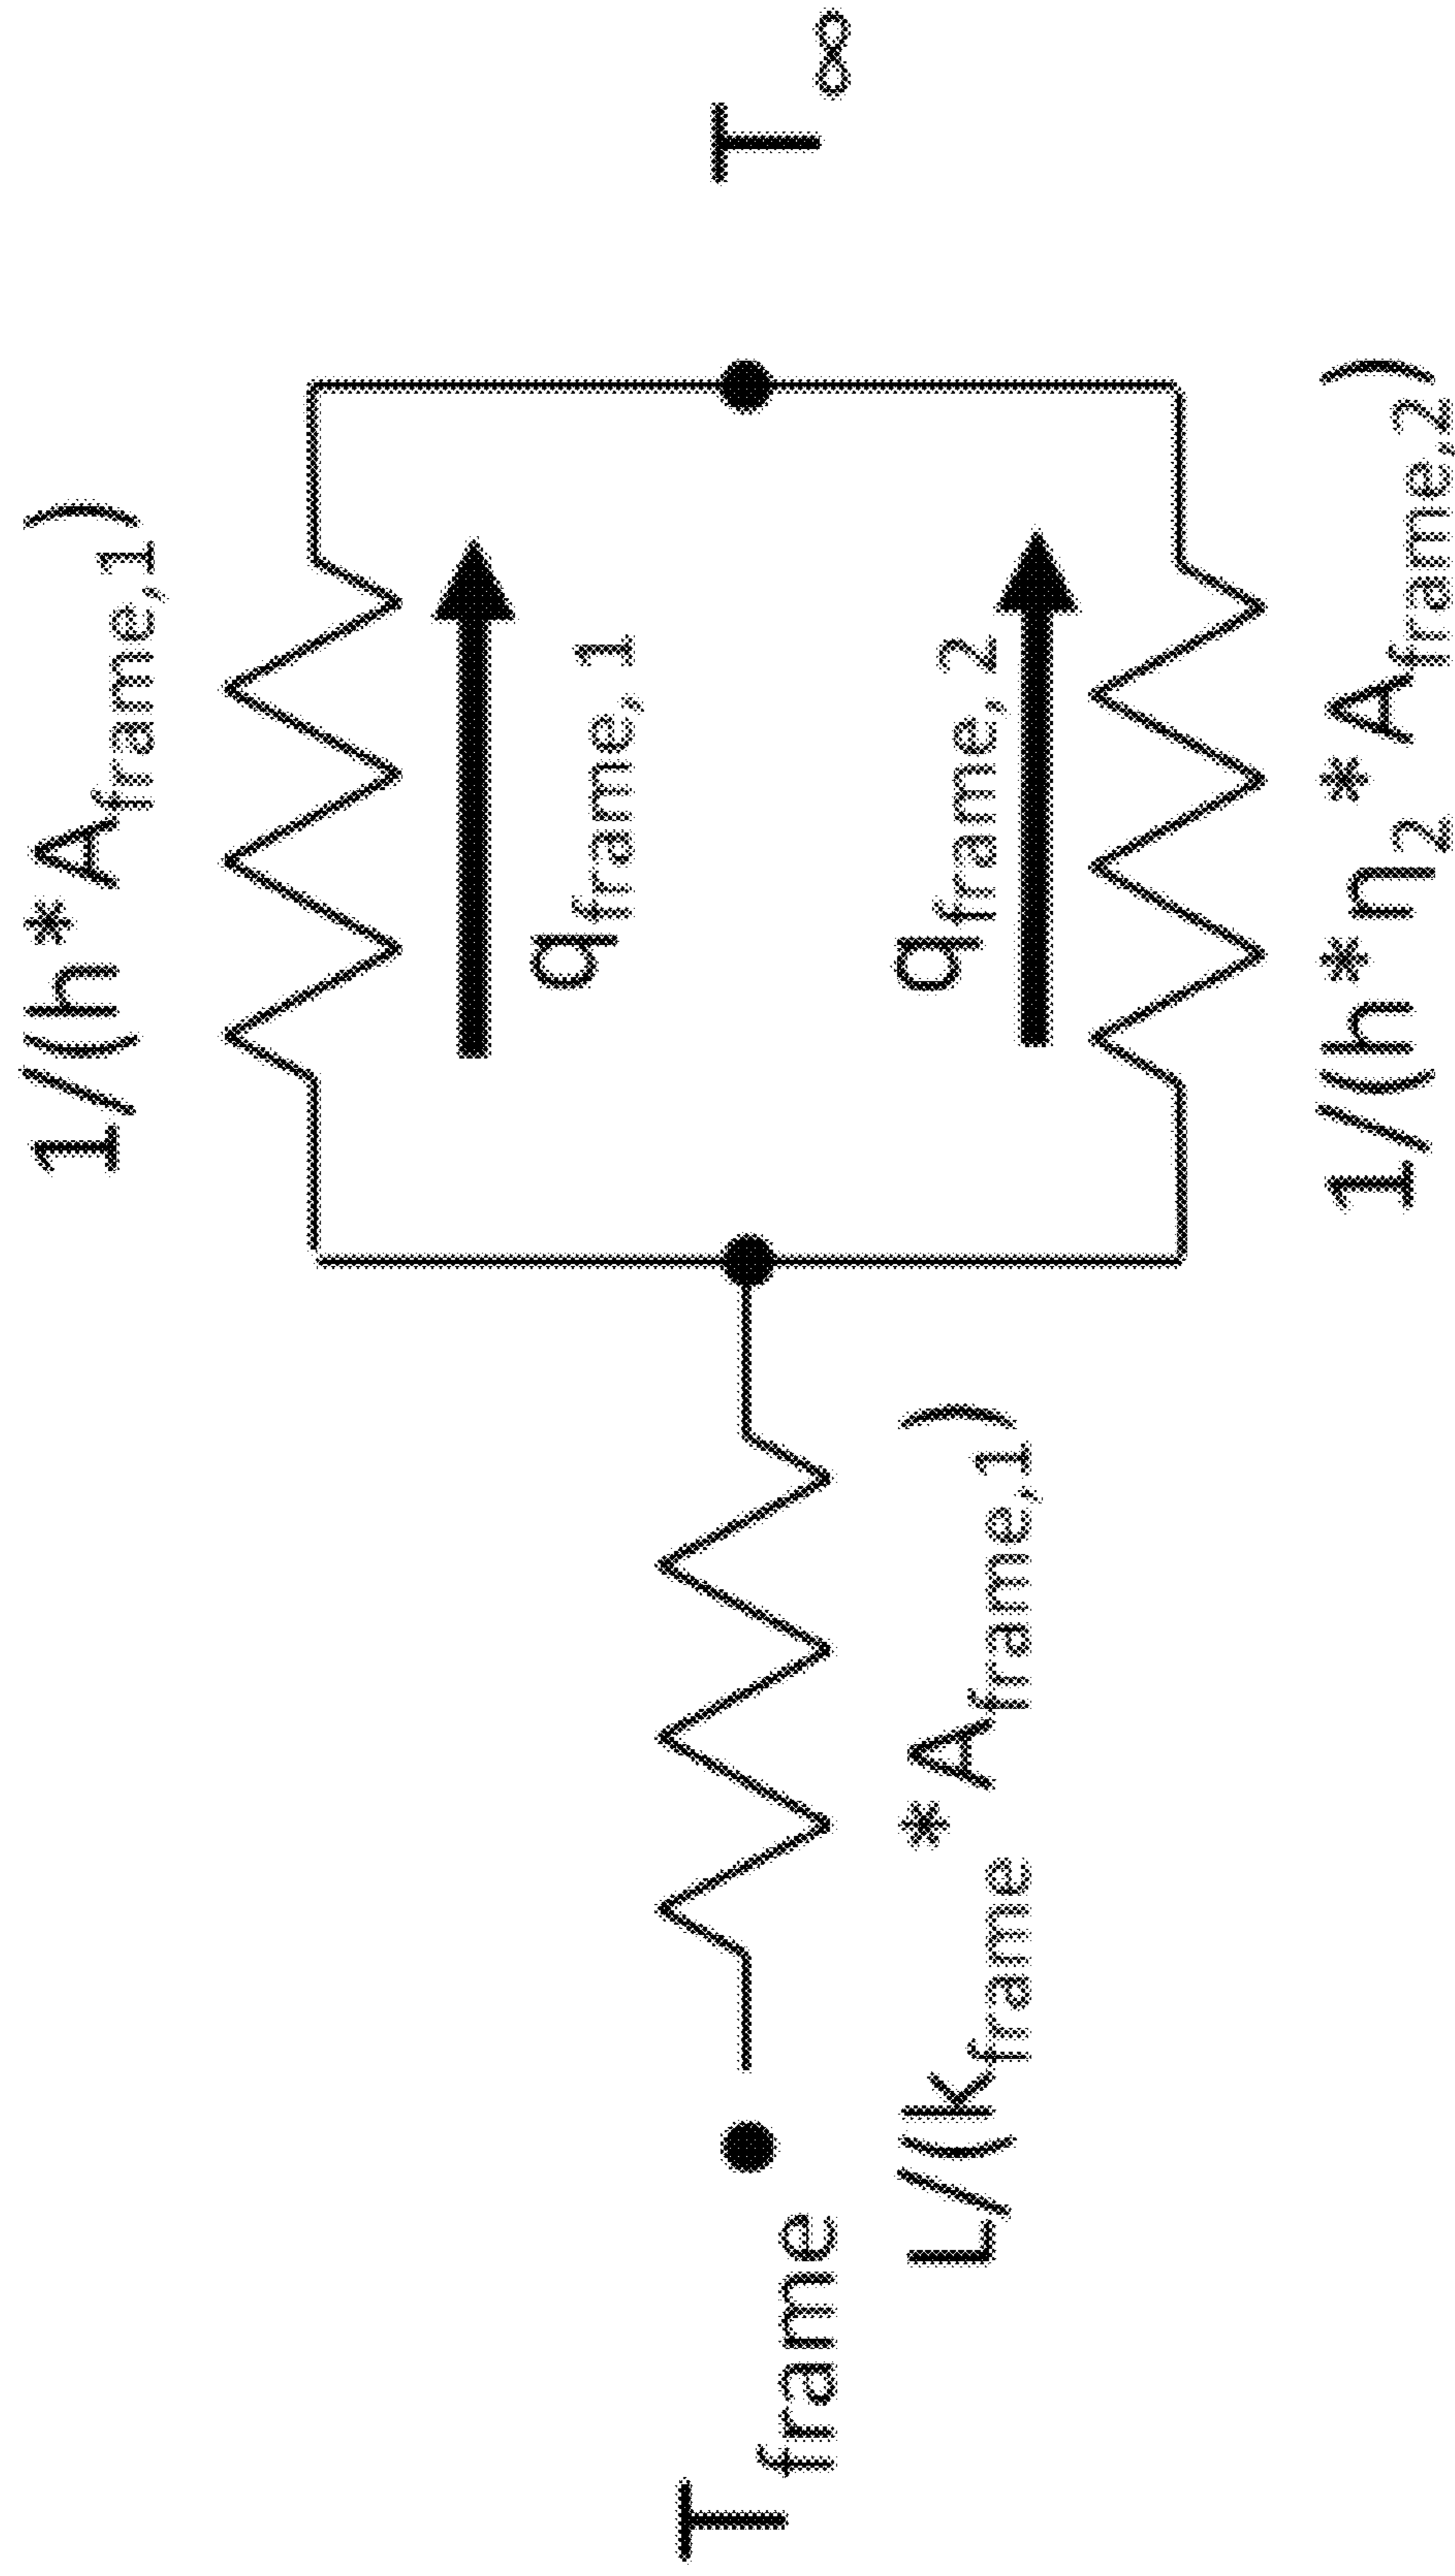 1/(h*A_frame,1)
q_frame, 1
T_frame
T_∞
L/(k_frame *A_frame,1)
q_frame, 2
1/(h*n_2*A_frame,2)